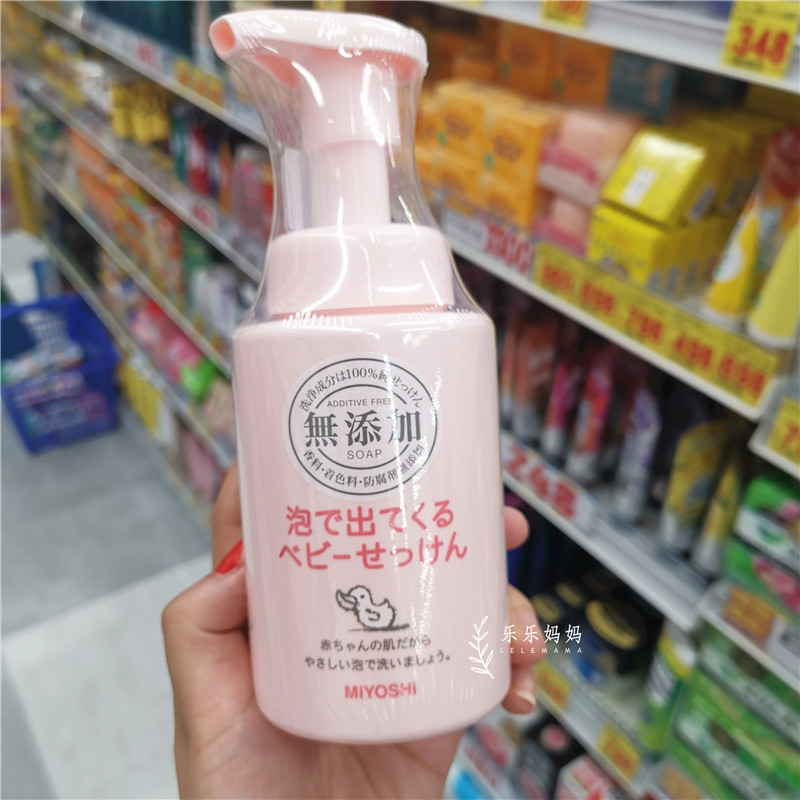 348
洗浄成分は100%純せっけん
ADDITIVE FREE
無添加
SOAP
香料・着色料・防腐剤無添加
泡で出てくる
ベビーせっけん
赤ちゃんの肌だから
やさしい泡で洗いましょう。
MIYOSHI
乐乐妈妈
LELEMAMA
798
498
248